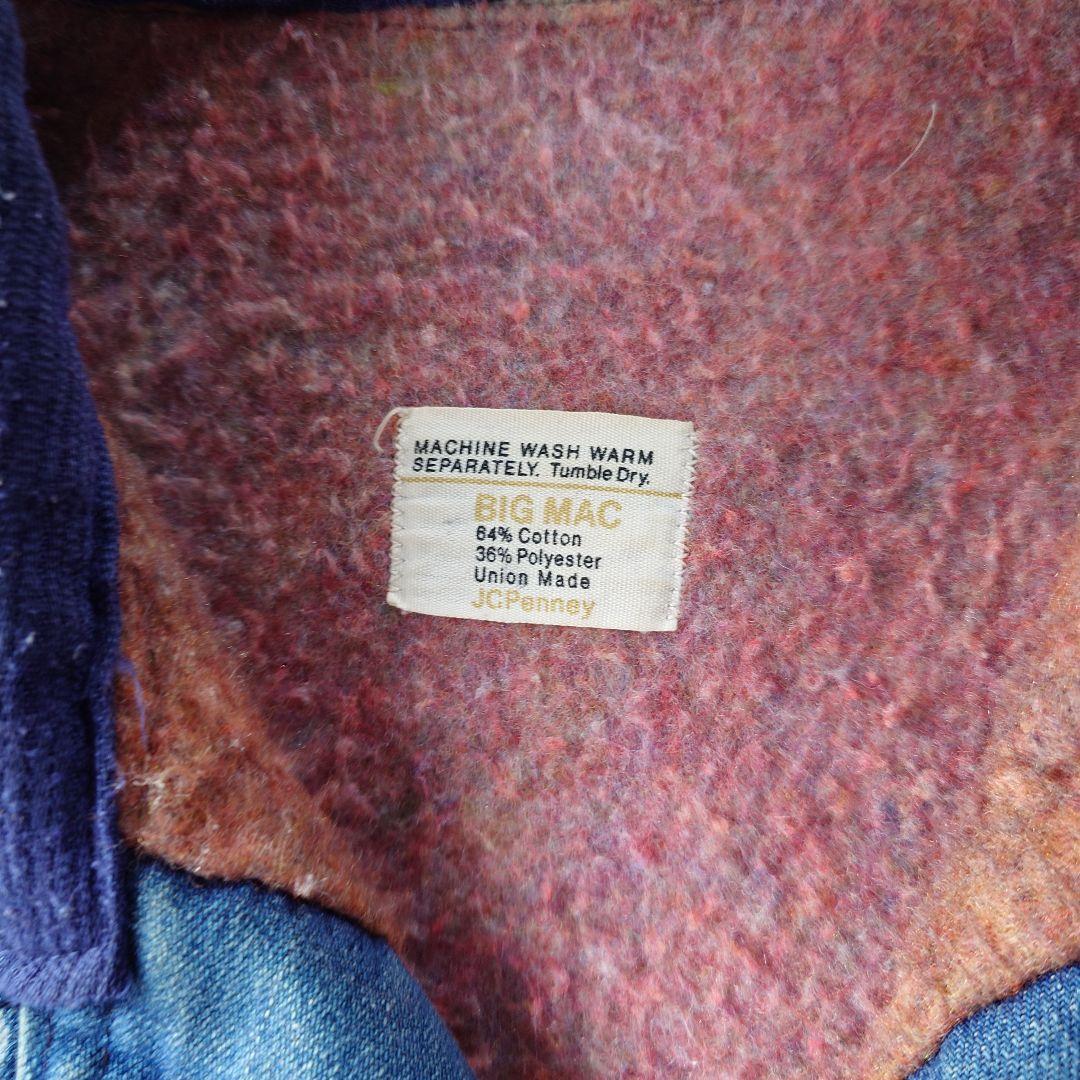 MACHINE WASH WARM
SEPARATELY. Tumble Dry.
BIG MAC
64% Cotton
36% Polyester
Union Made
JCPenney